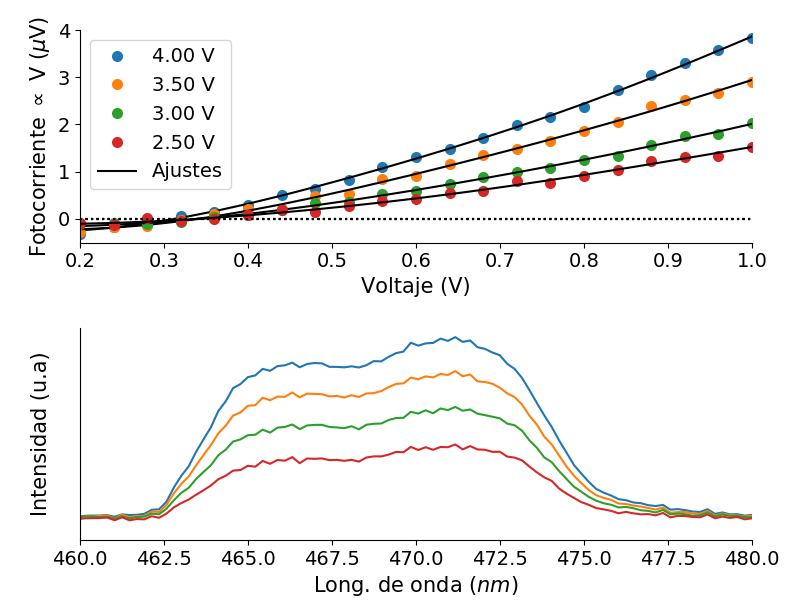 Fotocorriente ∝ V (μV)
4
3
2
1
0
4.00 V
3.50 V
3.00 V
2.50 V
Ajustes
0.2 0.3 0.4 0.5 0.6 0.7 0.8 0.9 1.0
Voltaje (V)
Intensidad (u.a)
460.0 462.5 465.0 467.5 470.0 472.5 475.0 477.5 480.0
Long. de onda (nm)